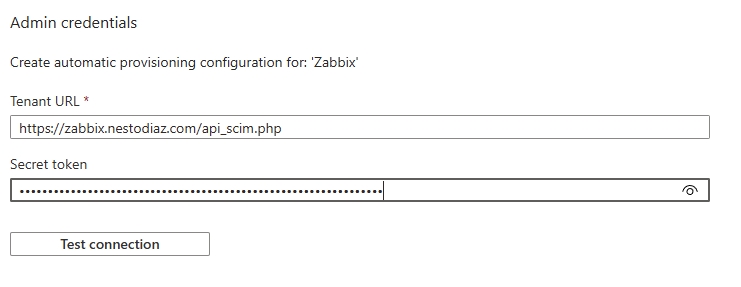 Admin credentials
Create automatic provisioning configuration for: 'Zabbix'
Tenant URL *
https://zabbix.nestodiaz.com/api_scim.php
Secret token
••••••••••••••••••••••••••••••••••••••••••••••••••••••••••••••••
Test connection